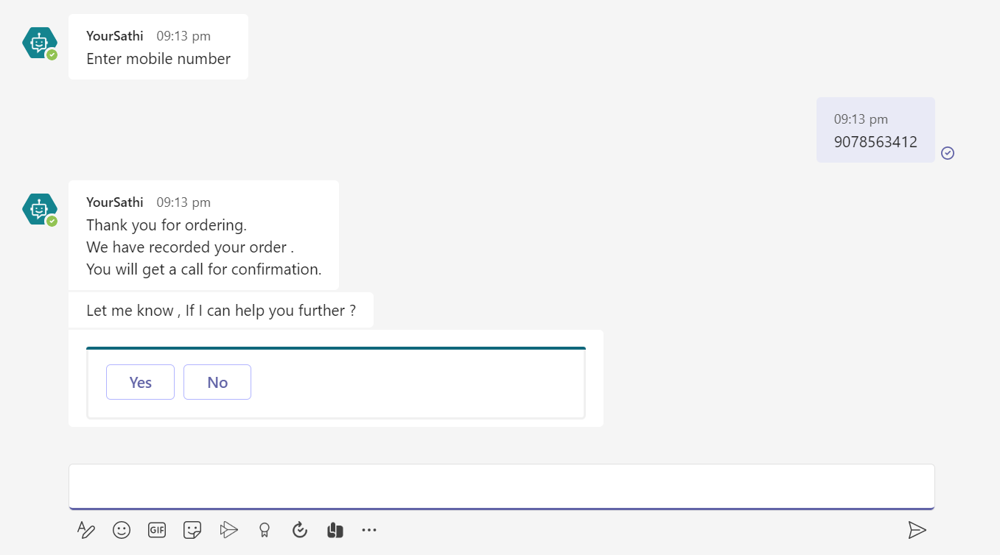 YourSathi 09:13 pm
Enter mobile number
09:13 pm
9078563412
YourSathi 09:13 pm
Thank you for ordering.
We have recorded your order .
You will get a call for confirmation.
Let me know , If I can help you further ?
Yes No
GIF